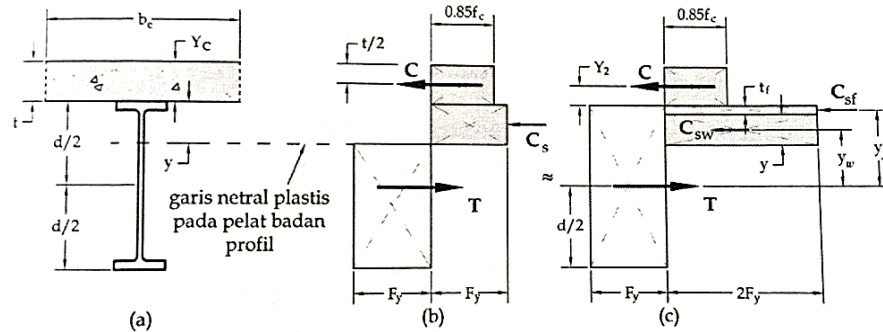 b_c
Y_C
t
d/2
y
d/2
garis netral plastis
pada pelat badan
profil
(a)
0.85f_c
t/2
C
C_s
T
F_y
F_y
(b)
0.85f_c
Y_2
C
t_f
C_sf
C_sw
y
y_w
y
≈
T
d/2
F_y
2F_y
(c)